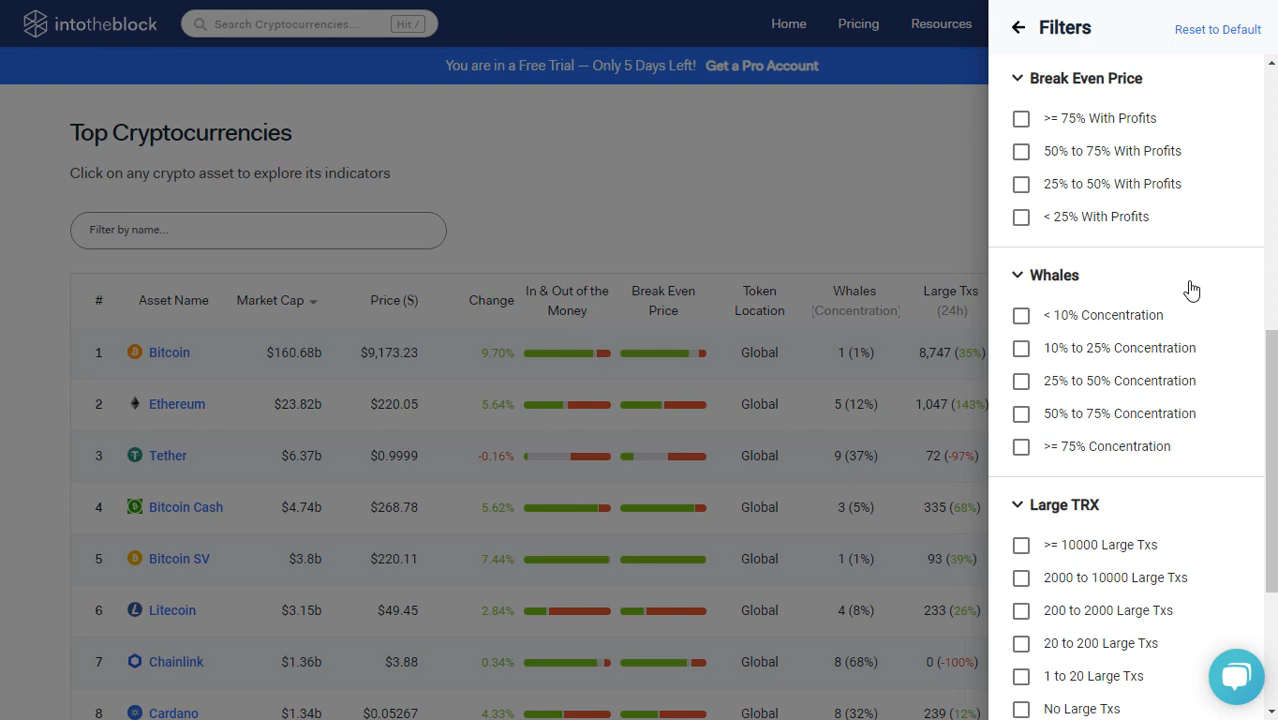 intotheblock
Search Cryptocurrencies...
Hit /
Home
Pricing
Resources
You are in a Free Trial — Only 5 Days Left! Get a Pro Account
Top Cryptocurrencies
Click on any crypto asset to explore its indicators
Filter by name...
# Asset Name Market Cap Price ($) Change In & Out of the Money Break Even Price Token Location Whales (Concentration) Large Txs (24h)
1 Bitcoin $160.68b $9,173.23 9.70% Global 1 (1%) 8,747 (35%)
2 Ethereum $23.82b $220.05 5.64% Global 5 (12%) 1,047 (143%
3 Tether $6.37b $0.9999 -0.16% Global 9 (37%) 72 (-97%)
4 Bitcoin Cash $4.74b $268.78 5.62% Global 3 (5%) 335 (68%)
5 Bitcoin SV $3.8b $220.11 7.44% Global 1 (1%) 93 (39%)
6 Litecoin $3.15b $49.45 2.84% Global 4 (8%) 233 (26%)
7 Chainlink $1.36b $3.88 0.34% Global 8 (68%) 0 (-100%)
8 Cardano $1.34b $0.05267 4.33% Global 8 (32%) 239 (12%)
Filters
Reset to Default
Break Even Price
>= 75% With Profits
50% to 75% With Profits
25% to 50% With Profits
< 25% With Profits
Whales
< 10% Concentration
10% to 25% Concentration
25% to 50% Concentration
50% to 75% Concentration
>= 75% Concentration
Large TRX
>= 10000 Large Txs
2000 to 10000 Large Txs
200 to 2000 Large Txs
20 to 200 Large Txs
1 to 20 Large Txs
No Large Txs